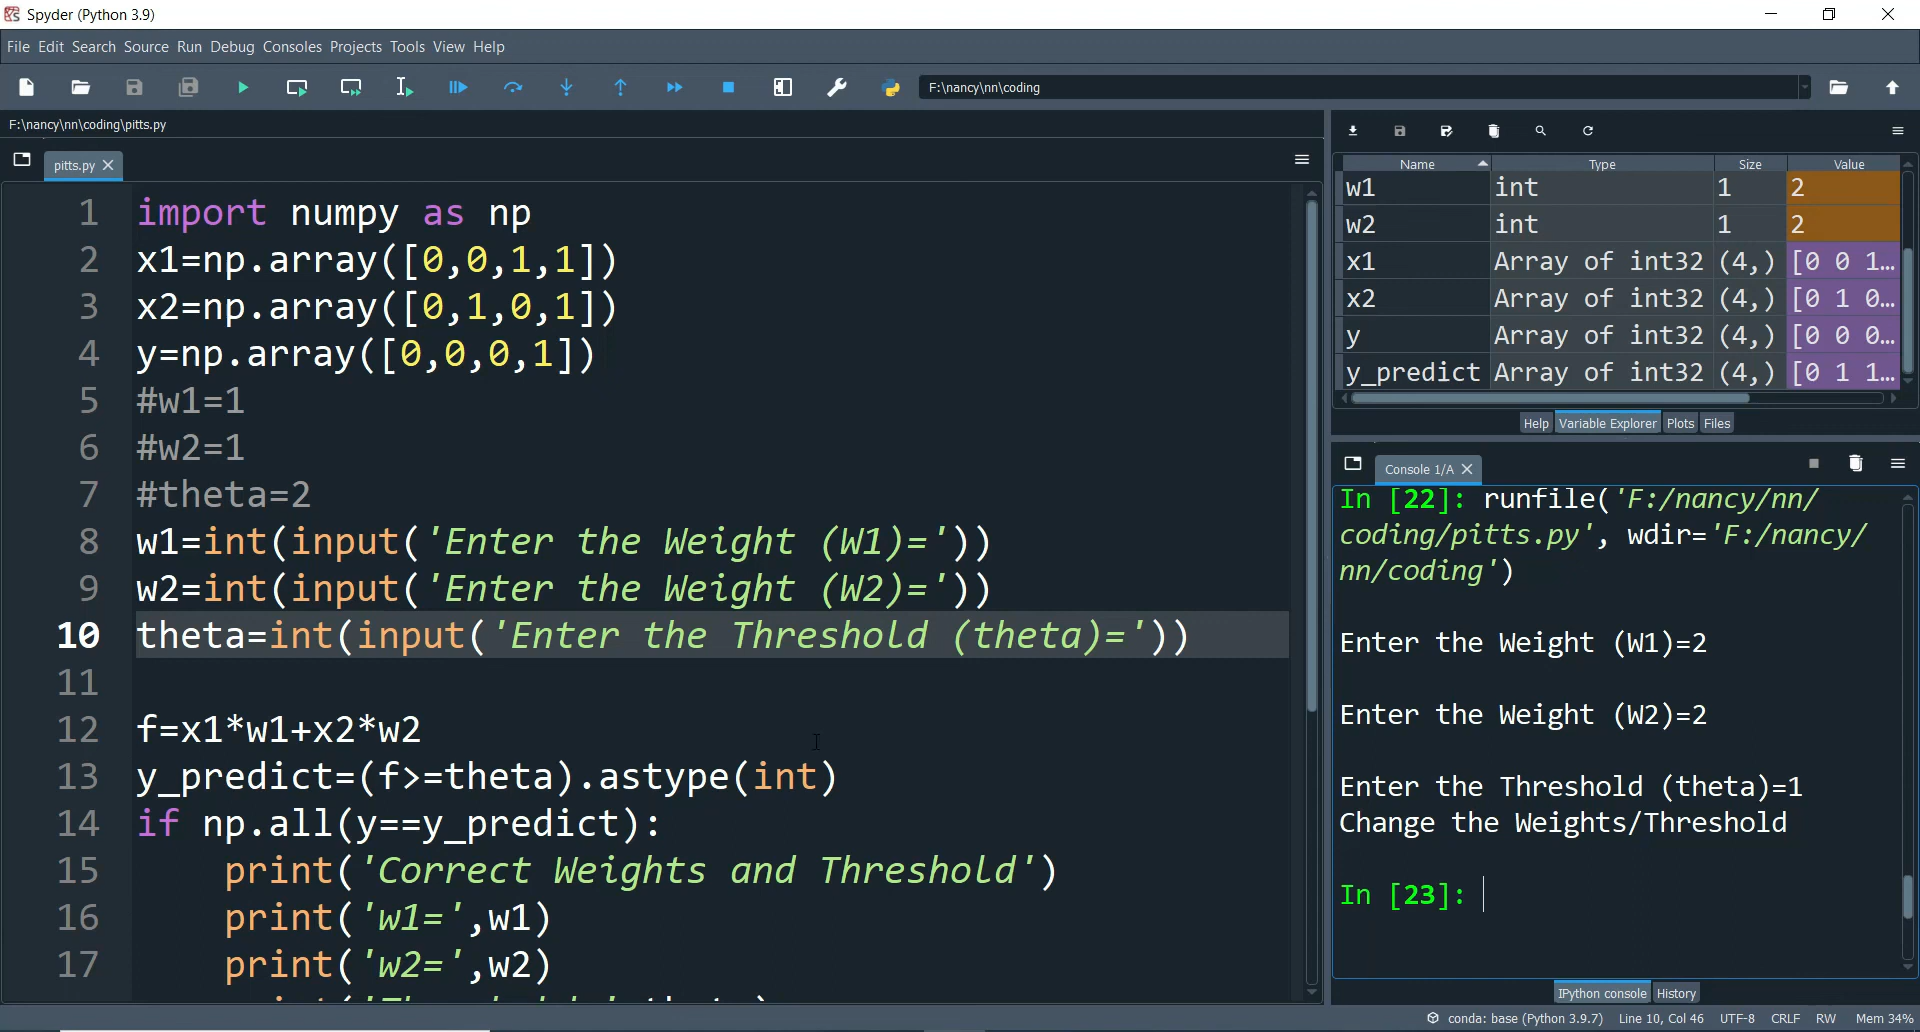 Spyder (Python 3.9)
File Edit Search Source Run Debug Consoles Projects Tools View Help
F:\nancy\nn\coding
F:\nancy\nn\coding\pitts.py
pitts.py
1 import numpy as np
2 x1=np.array([0,0,1,1])
3 x2=np.array([0,1,0,1])
4 y=np.array([0,0,0,1])
5 #w1=1
6 #w2=1
7 #theta=2
8 w1=int(input('Enter the Weight (W1)='))
9 w2=int(input('Enter the Weight (W2)='))
10 theta=int(input('Enter the Threshold (theta)='))
11
12 f=x1*w1+x2*w2
13 y_predict=(f>=theta).astype(int)
14 if np.all(y==y_predict):
15 print('Correct Weights and Threshold')
16 print('w1=',w1)
17 print('w2=',w2)
Name Type Size Value
w1 int 1 2
w2 int 1 2
x1 Array of int32 (4,) [0 0 1…
x2 Array of int32 (4,) [0 1 0…
y Array of int32 (4,) [0 0 0…
y_predict Array of int32 (4,) [0 1 1…
Help Variable Explorer Plots Files
Console 1/A
In [22]: runfile('F:/nancy/nn/
coding/pitts.py', wdir='F:/nancy/
nn/coding')
Enter the Weight (W1)=2
Enter the Weight (W2)=2
Enter the Threshold (theta)=1
Change the Weights/Threshold
In [23]:
IPython console History
conda: base (Python 3.9.7) Line 10, Col 46 UTF-8 CRLF RW Mem 34%